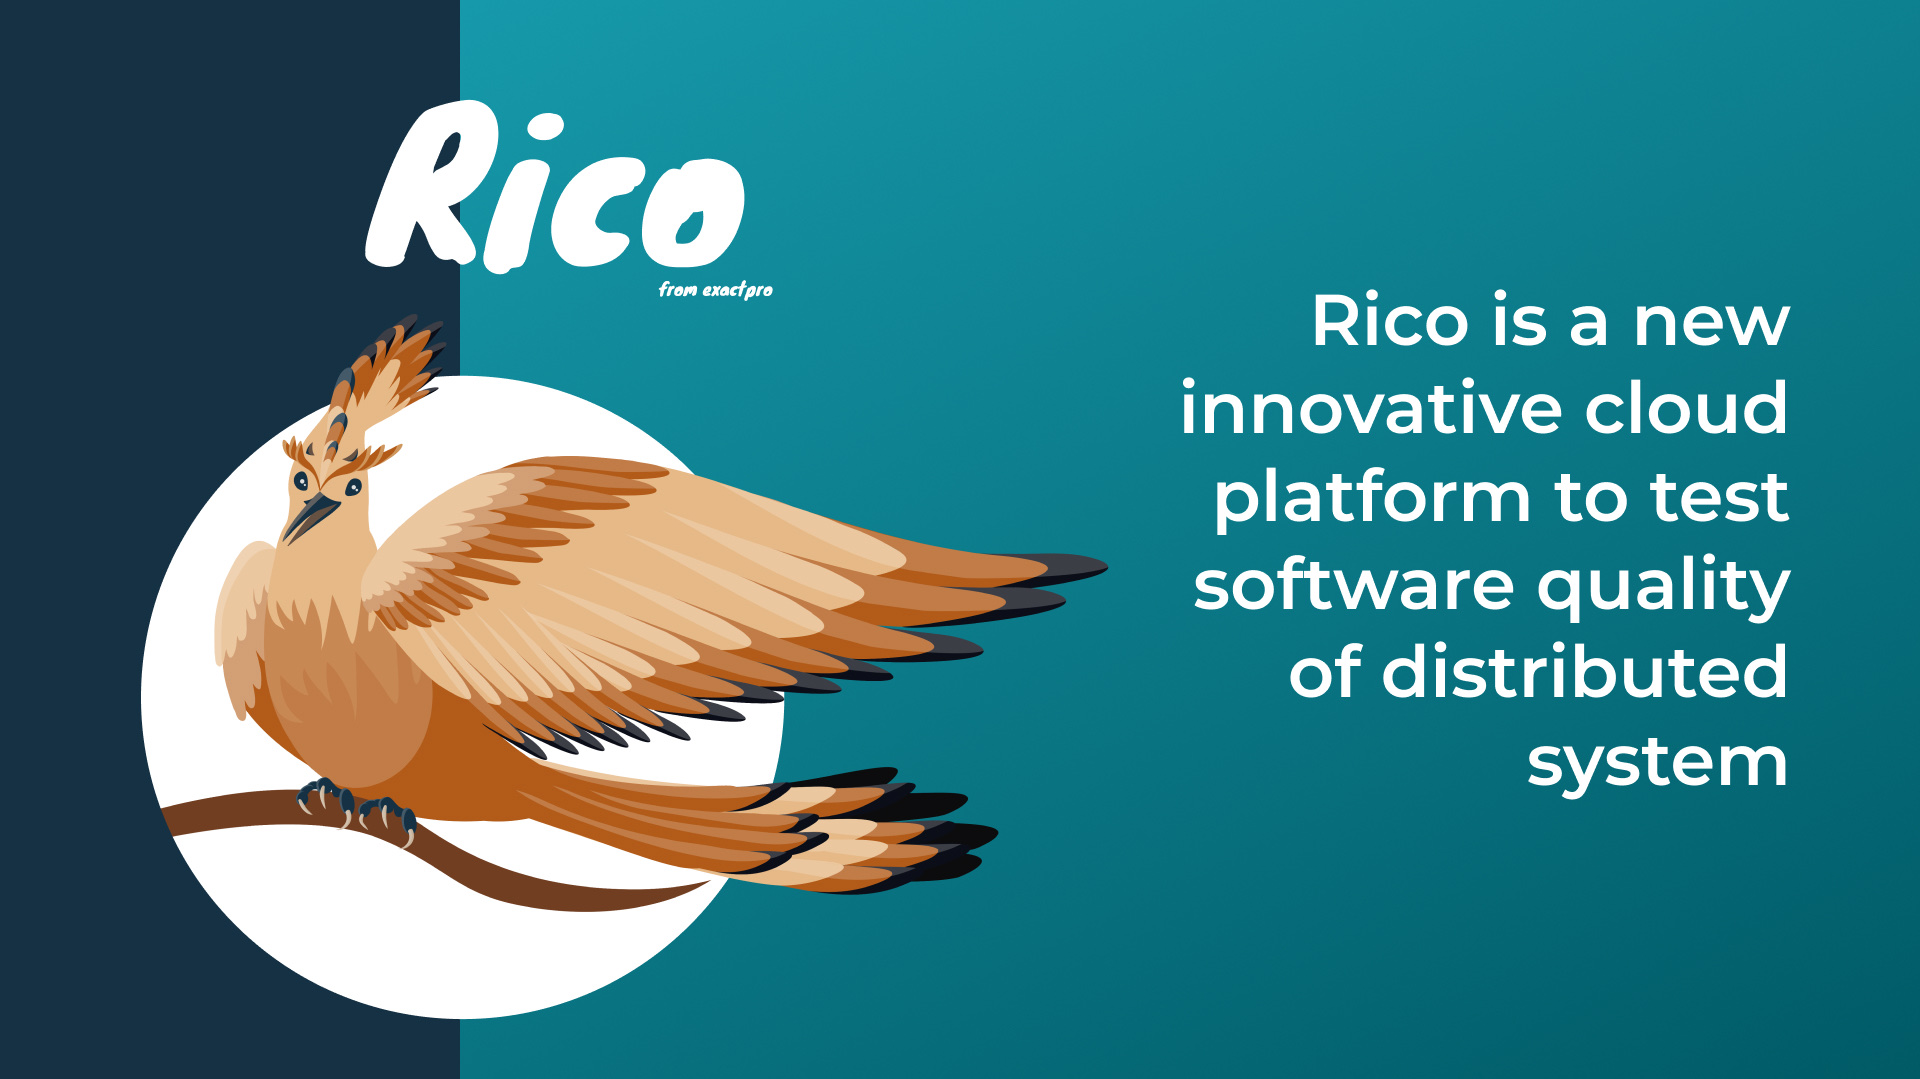 Rico
from exactpro
Rico is a new
innovative cloud
platform to test
software quality
of distributed
system